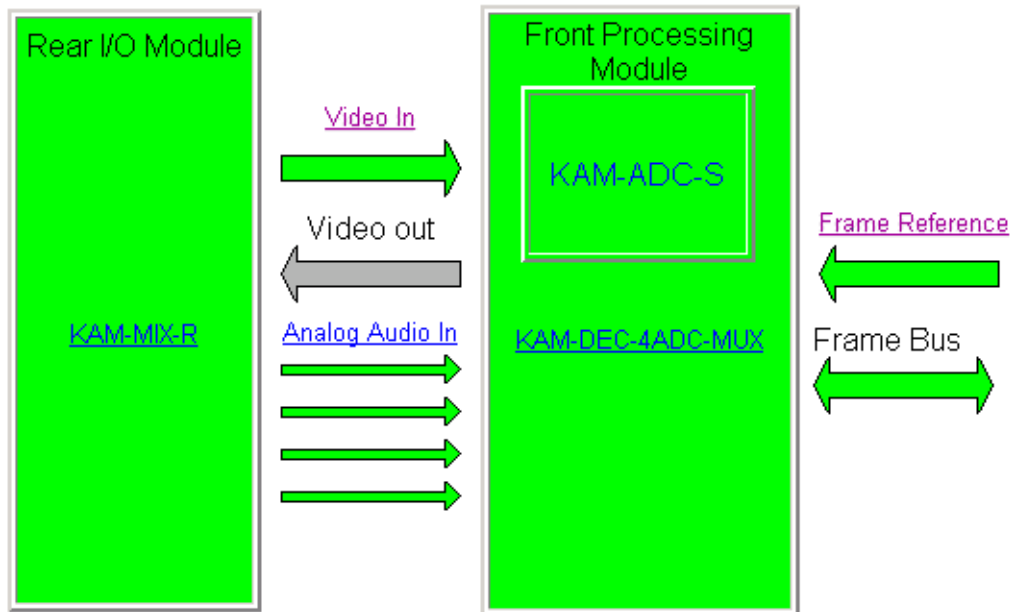 Rear I/O Module
Front Processing
Module
Video In
KAM-ADC-S
Video out
Frame Reference
KAM-MIX-R
Analog Audio In
KAM-DEC-4ADC-MUX
Frame Bus